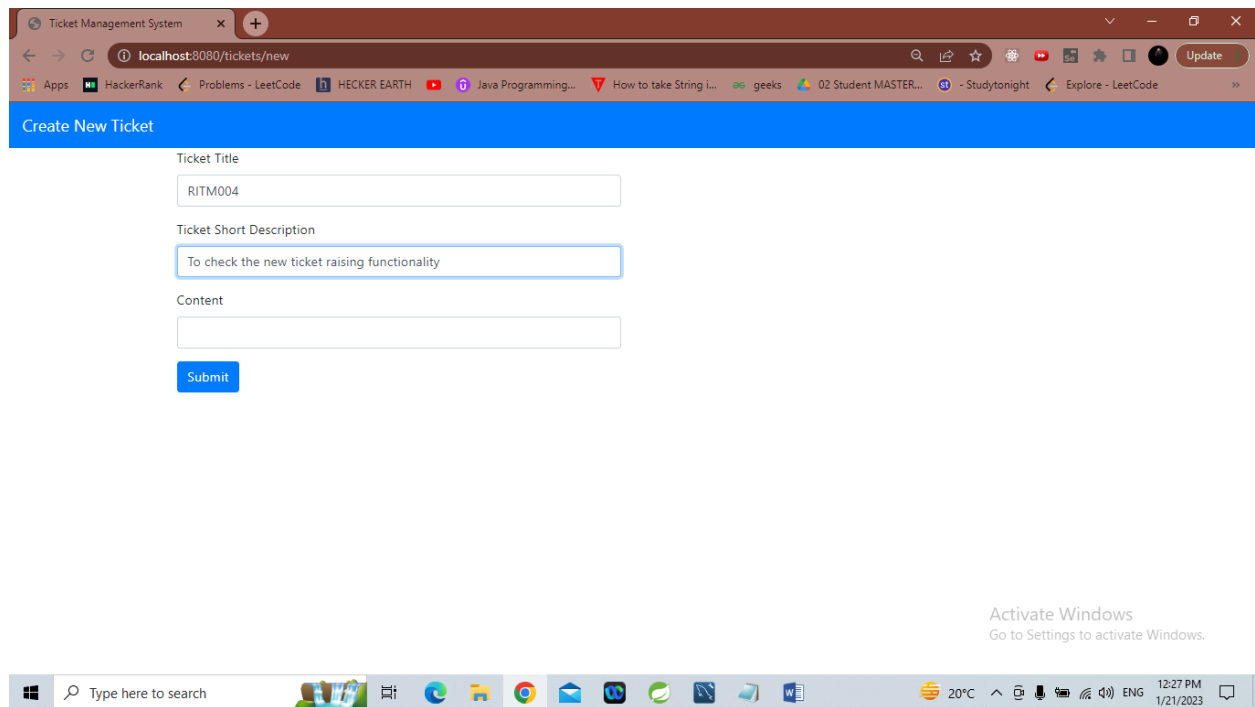 Ticket Management System
localhost:8080/tickets/new
Update
Apps HackerRank Problems - LeetCode HECKER EARTH Java Programming... How to take String i... geeks 02 Student MASTER... - Studytonight Explore - LeetCode »
Create New Ticket
Ticket Title
RITM004
Ticket Short Description
To check the new ticket raising functionality
Content
Submit
Activate Windows
Go to Settings to activate Windows.
Type here to search
20°C ENG 12:27 PM
1/21/2023